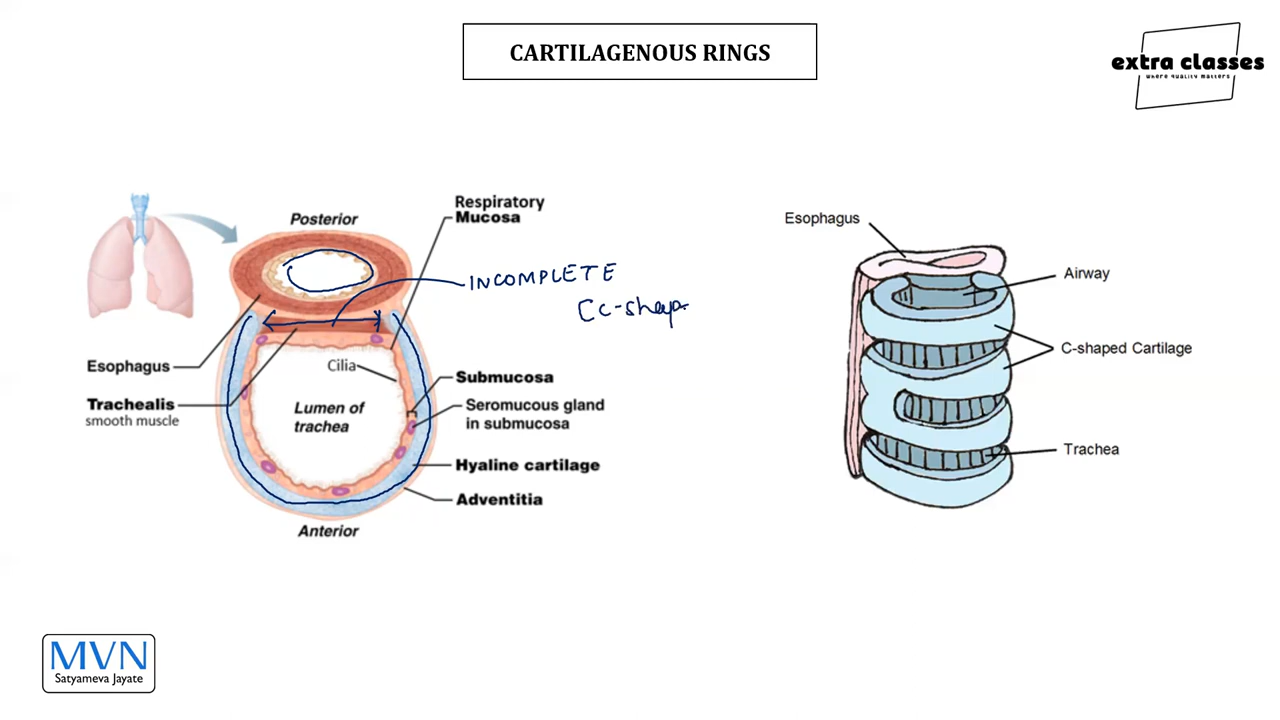 CARTILAGENOUS RINGS
extra classes
where quality matters
Respiratory
Mucosa
Posterior
INCOMPLETE
Cc-shape
Esophagus
Trachealis
smooth muscle
Cilia
Lumen of
trachea
Submucosa
Seromucous gland
in submucosa
Hyaline cartilage
Adventitia
Anterior
Esophagus
Airway
C-shaped Cartilage
Trachea
MVN
Satyameva Jayate